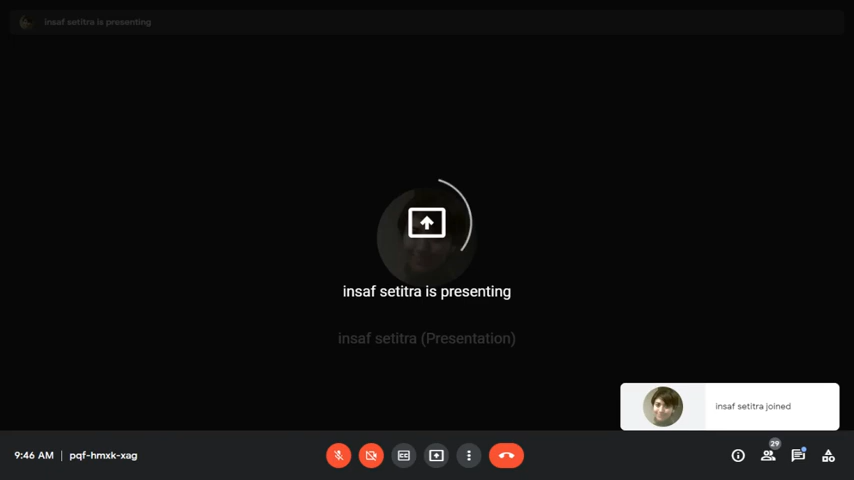 insaf setitra is presenting
insaf setitra is presenting
insaf setitra (Presentation)
insaf setitra joined
9:46 AM | pqf-hmxk-xag
CC
29